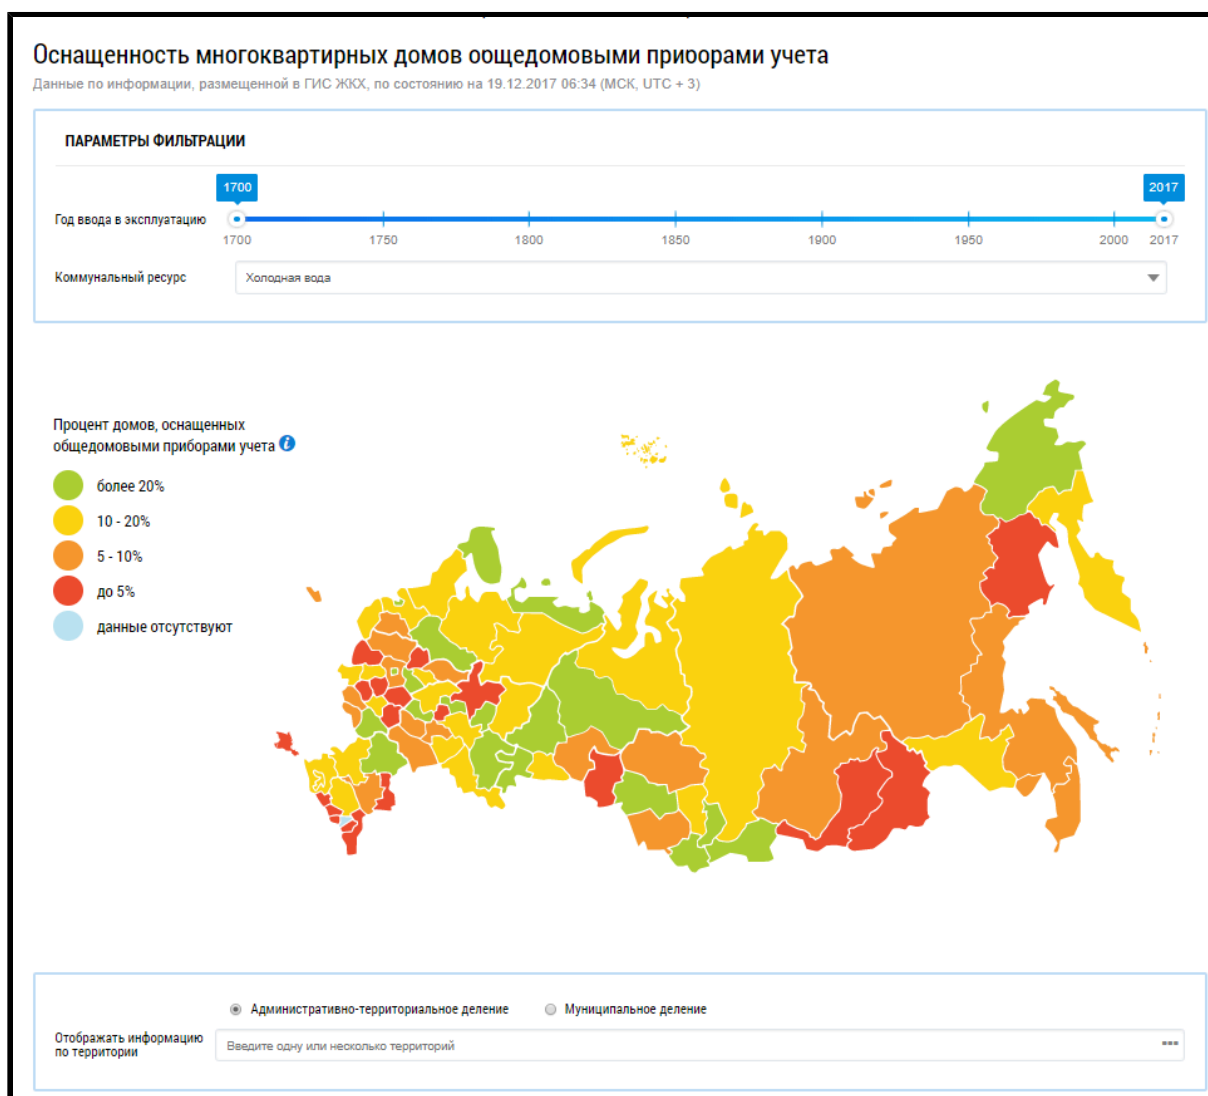 Оснащенность многоквартирных домов общедомовыми приборами учета
Данные по информации, размещенной в ГИС ЖКХ, по состоянию на 19.12.2017 06:34 (МСК, UTC + 3)
ПАРАМЕТРЫ ФИЛЬТРАЦИИ
1700 2017
Год ввода в эксплуатацию
1700 1750 1800 1850 1900 1950 2000 2017
Коммунальный ресурс Холодная вода
Процент домов, оснащенных
общедомовыми приборами учета i
более 20%
10 - 20%
5 - 10%
до 5%
данные отсутствуют
Административно-территориальное деление Муниципальное деление
Отображать информацию
по территории
Введите одну или несколько территорий